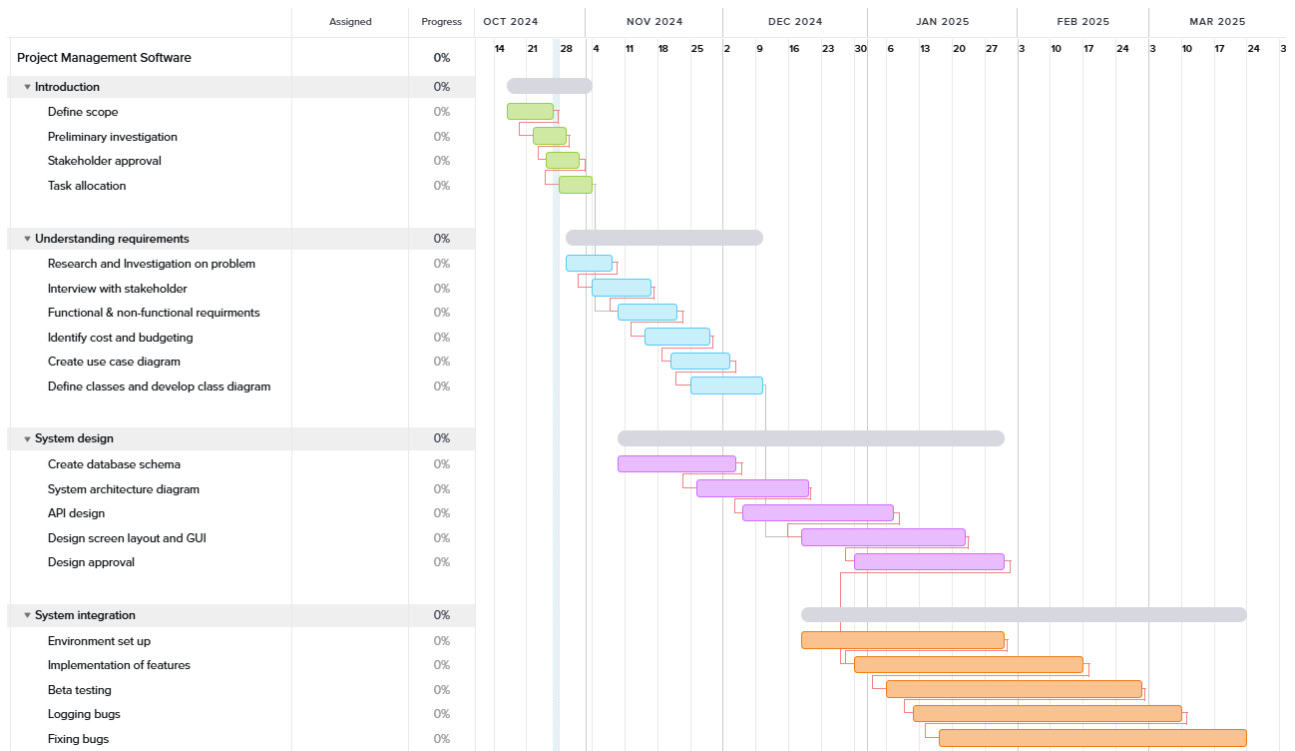 Assigned Progress OCT 2024 NOV 2024 DEC 2024 JAN 2025 FEB 2025 MAR 2025
14 21 28 4 11 18 25 2 9 16 23 30 6 13 20 27 3 10 17 24 3 10 17 24 3
Project Management Software 0%
Introduction 0%
Define scope 0%
Preliminary investigation 0%
Stakeholder approval 0%
Task allocation 0%
Understanding requirements 0%
Research and Investigation on problem 0%
Interview with stakeholder 0%
Functional & non-functional requirments 0%
Identify cost and budgeting 0%
Create use case diagram 0%
Define classes and develop class diagram 0%
System design 0%
Create database schema 0%
System architecture diagram 0%
API design 0%
Design screen layout and GUI 0%
Design approval 0%
System integration 0%
Environment set up 0%
Implementation of features 0%
Beta testing 0%
Logging bugs 0%
Fixing bugs 0%